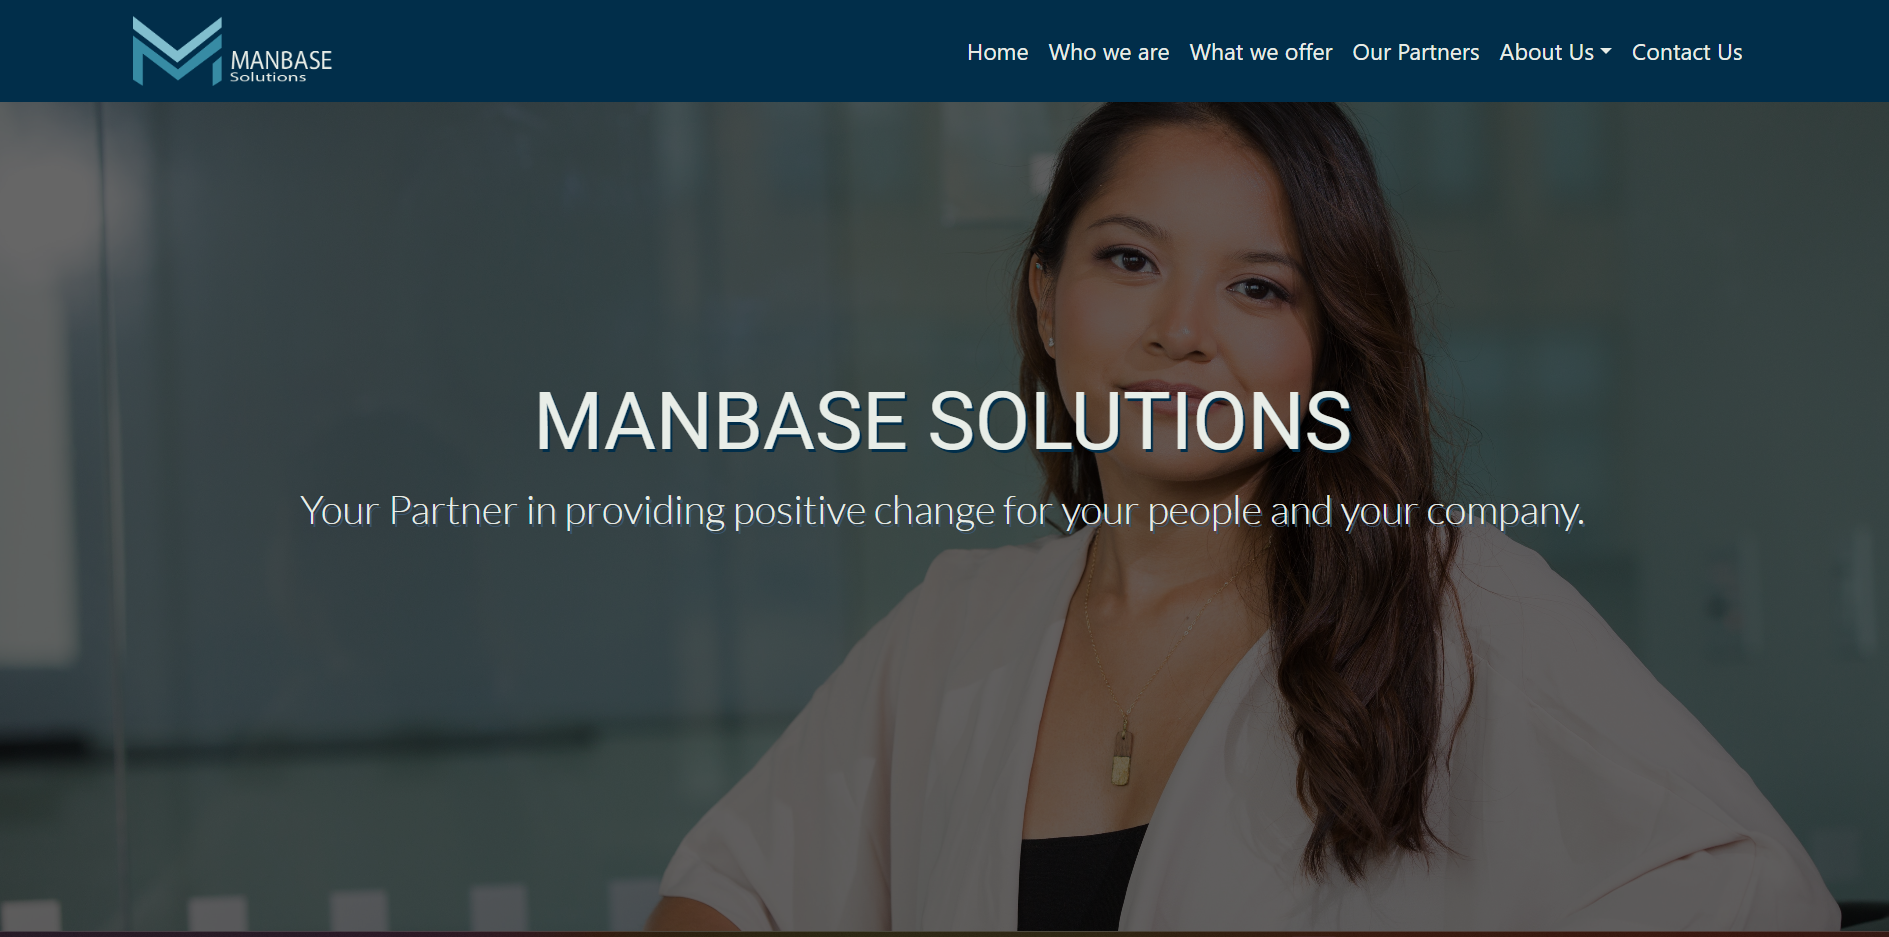 MANBASE
Solutions
Home Who we are What we offer Our Partners About Us Contact Us
MANBASE SOLUTIONS
Your Partner in providing positive change for your people and your company.